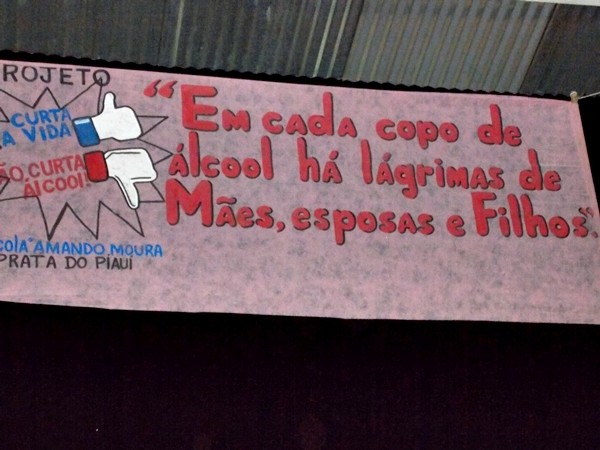 ROJETO
CURTA
A VIDA
ÃO, CURTA
ÁLCOOL!
COLA AMANDO MOURA
PRATA DO PIAUÍ
"Em cada copo de
álcool há lágrimas de
Mães, esposas e Filhos".